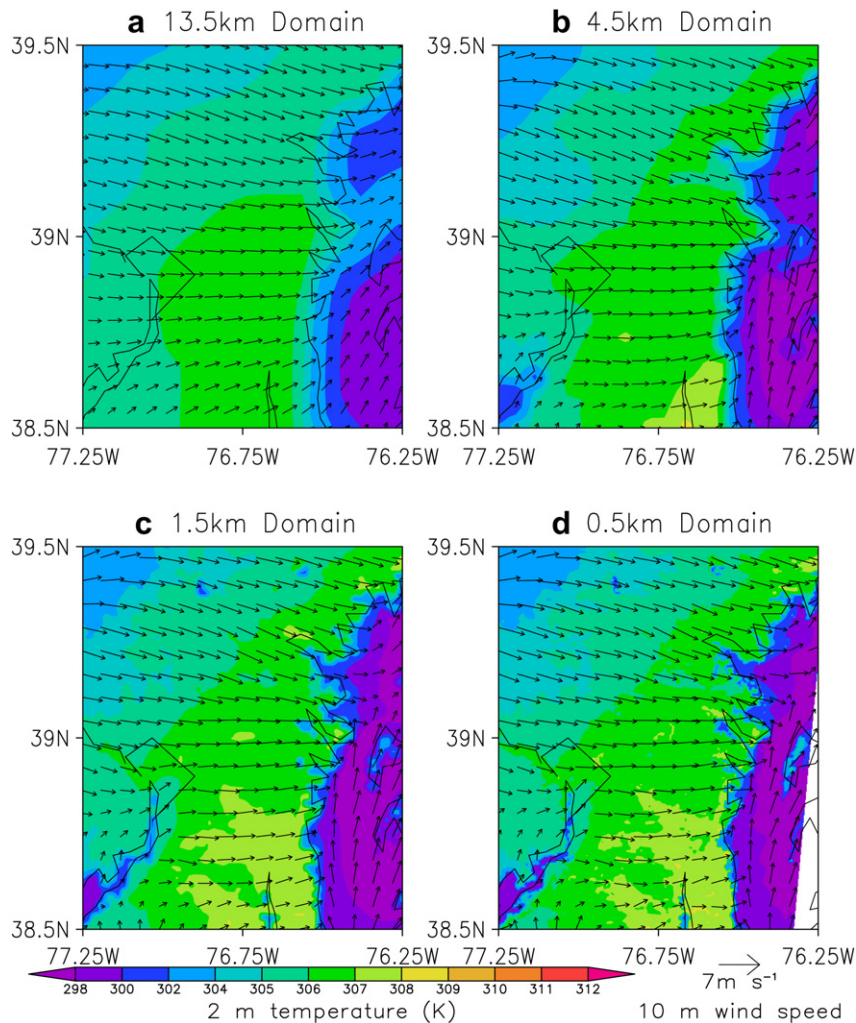 a 13.5km Domain
b 4.5km Domain
39.5N
39.5N
39N
39N
38.5N
38.5N
77.25W 76.75W 76.25W
77.25W 76.75W 76.25W
c 1.5km Domain
d 0.5km Domain
39.5N
39.5N
39N
39N
38.5N
38.5N
77.25W 76.75W 76.25W
77.25W 76.75W 76.25W
298 300 302 304 305 306 307 308 309 310 311 312
7m s⁻¹
2 m temperature (K)
10 m wind speed